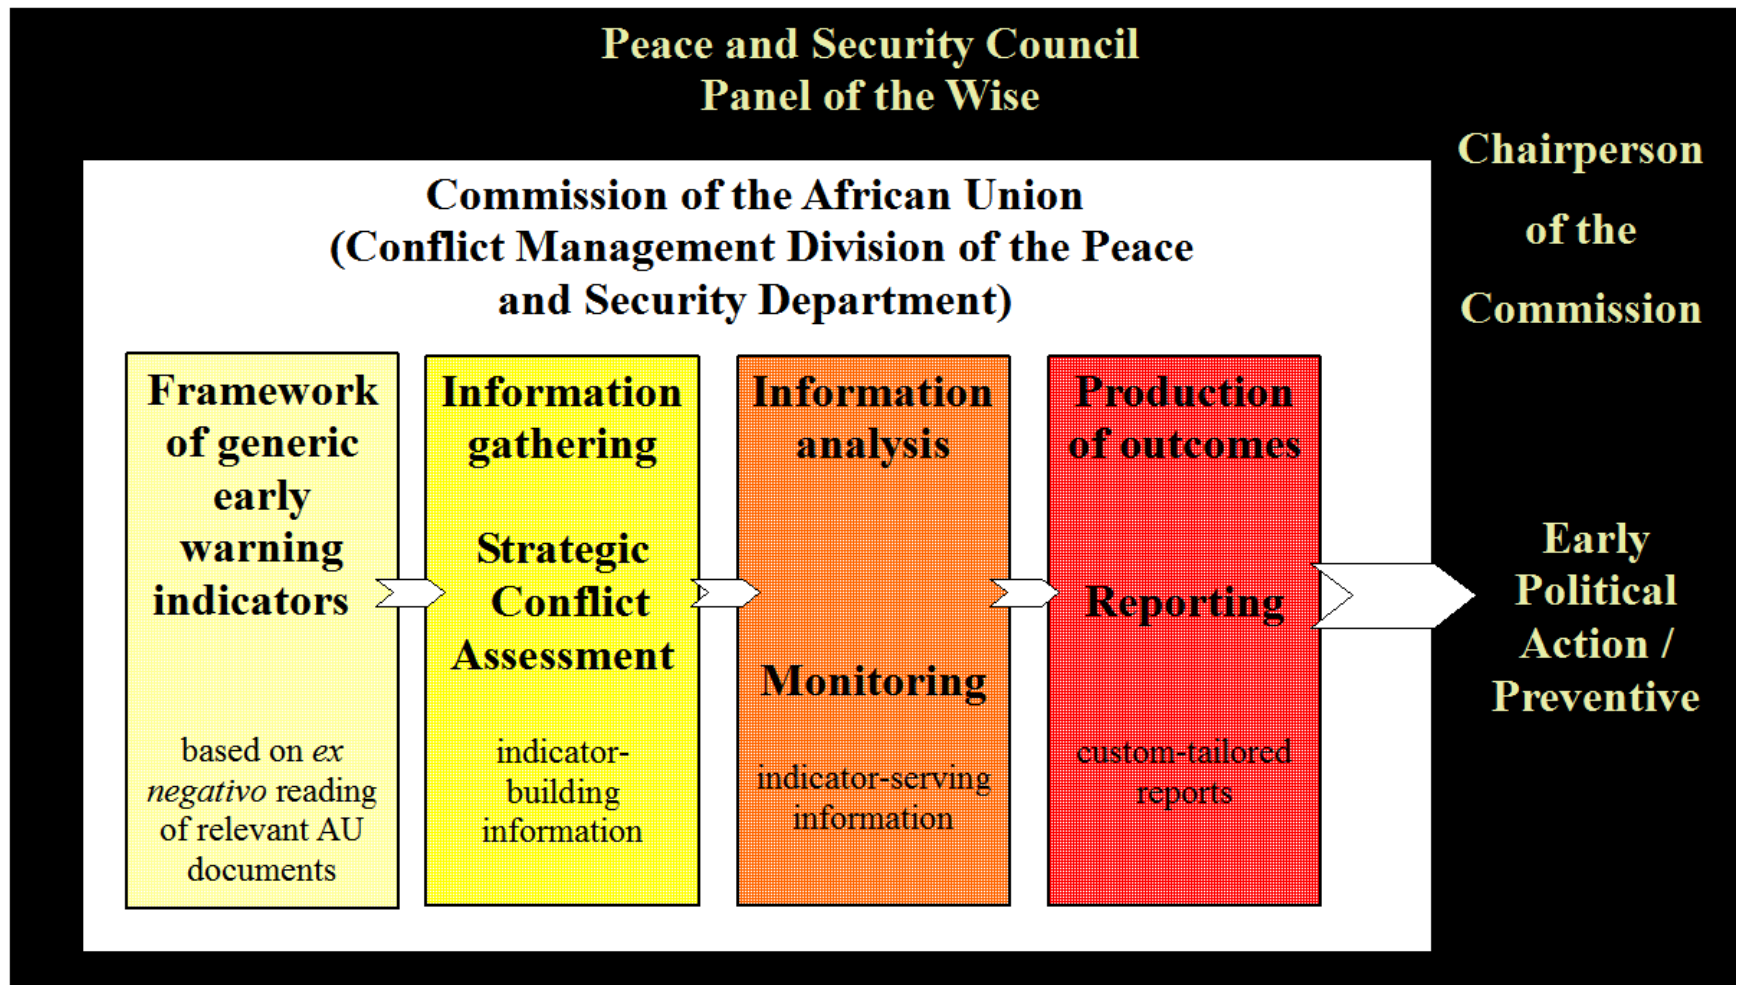 Peace and Security Council
Panel of the Wise
Chairperson
of the
Commission
Commission of the African Union
(Conflict Management Division of the Peace
and Security Department)
Framework
of generic
early
warning
indicators
based on ex
negativo reading
of relevant AU
documents
Information
gathering
Strategic
Conflict
Assessment
indicator-
building
information
Information
analysis
Monitoring
indicator-serving
information
Production
of outcomes
Reporting
custom-tailored
reports
Early
Political
Action /
Preventive